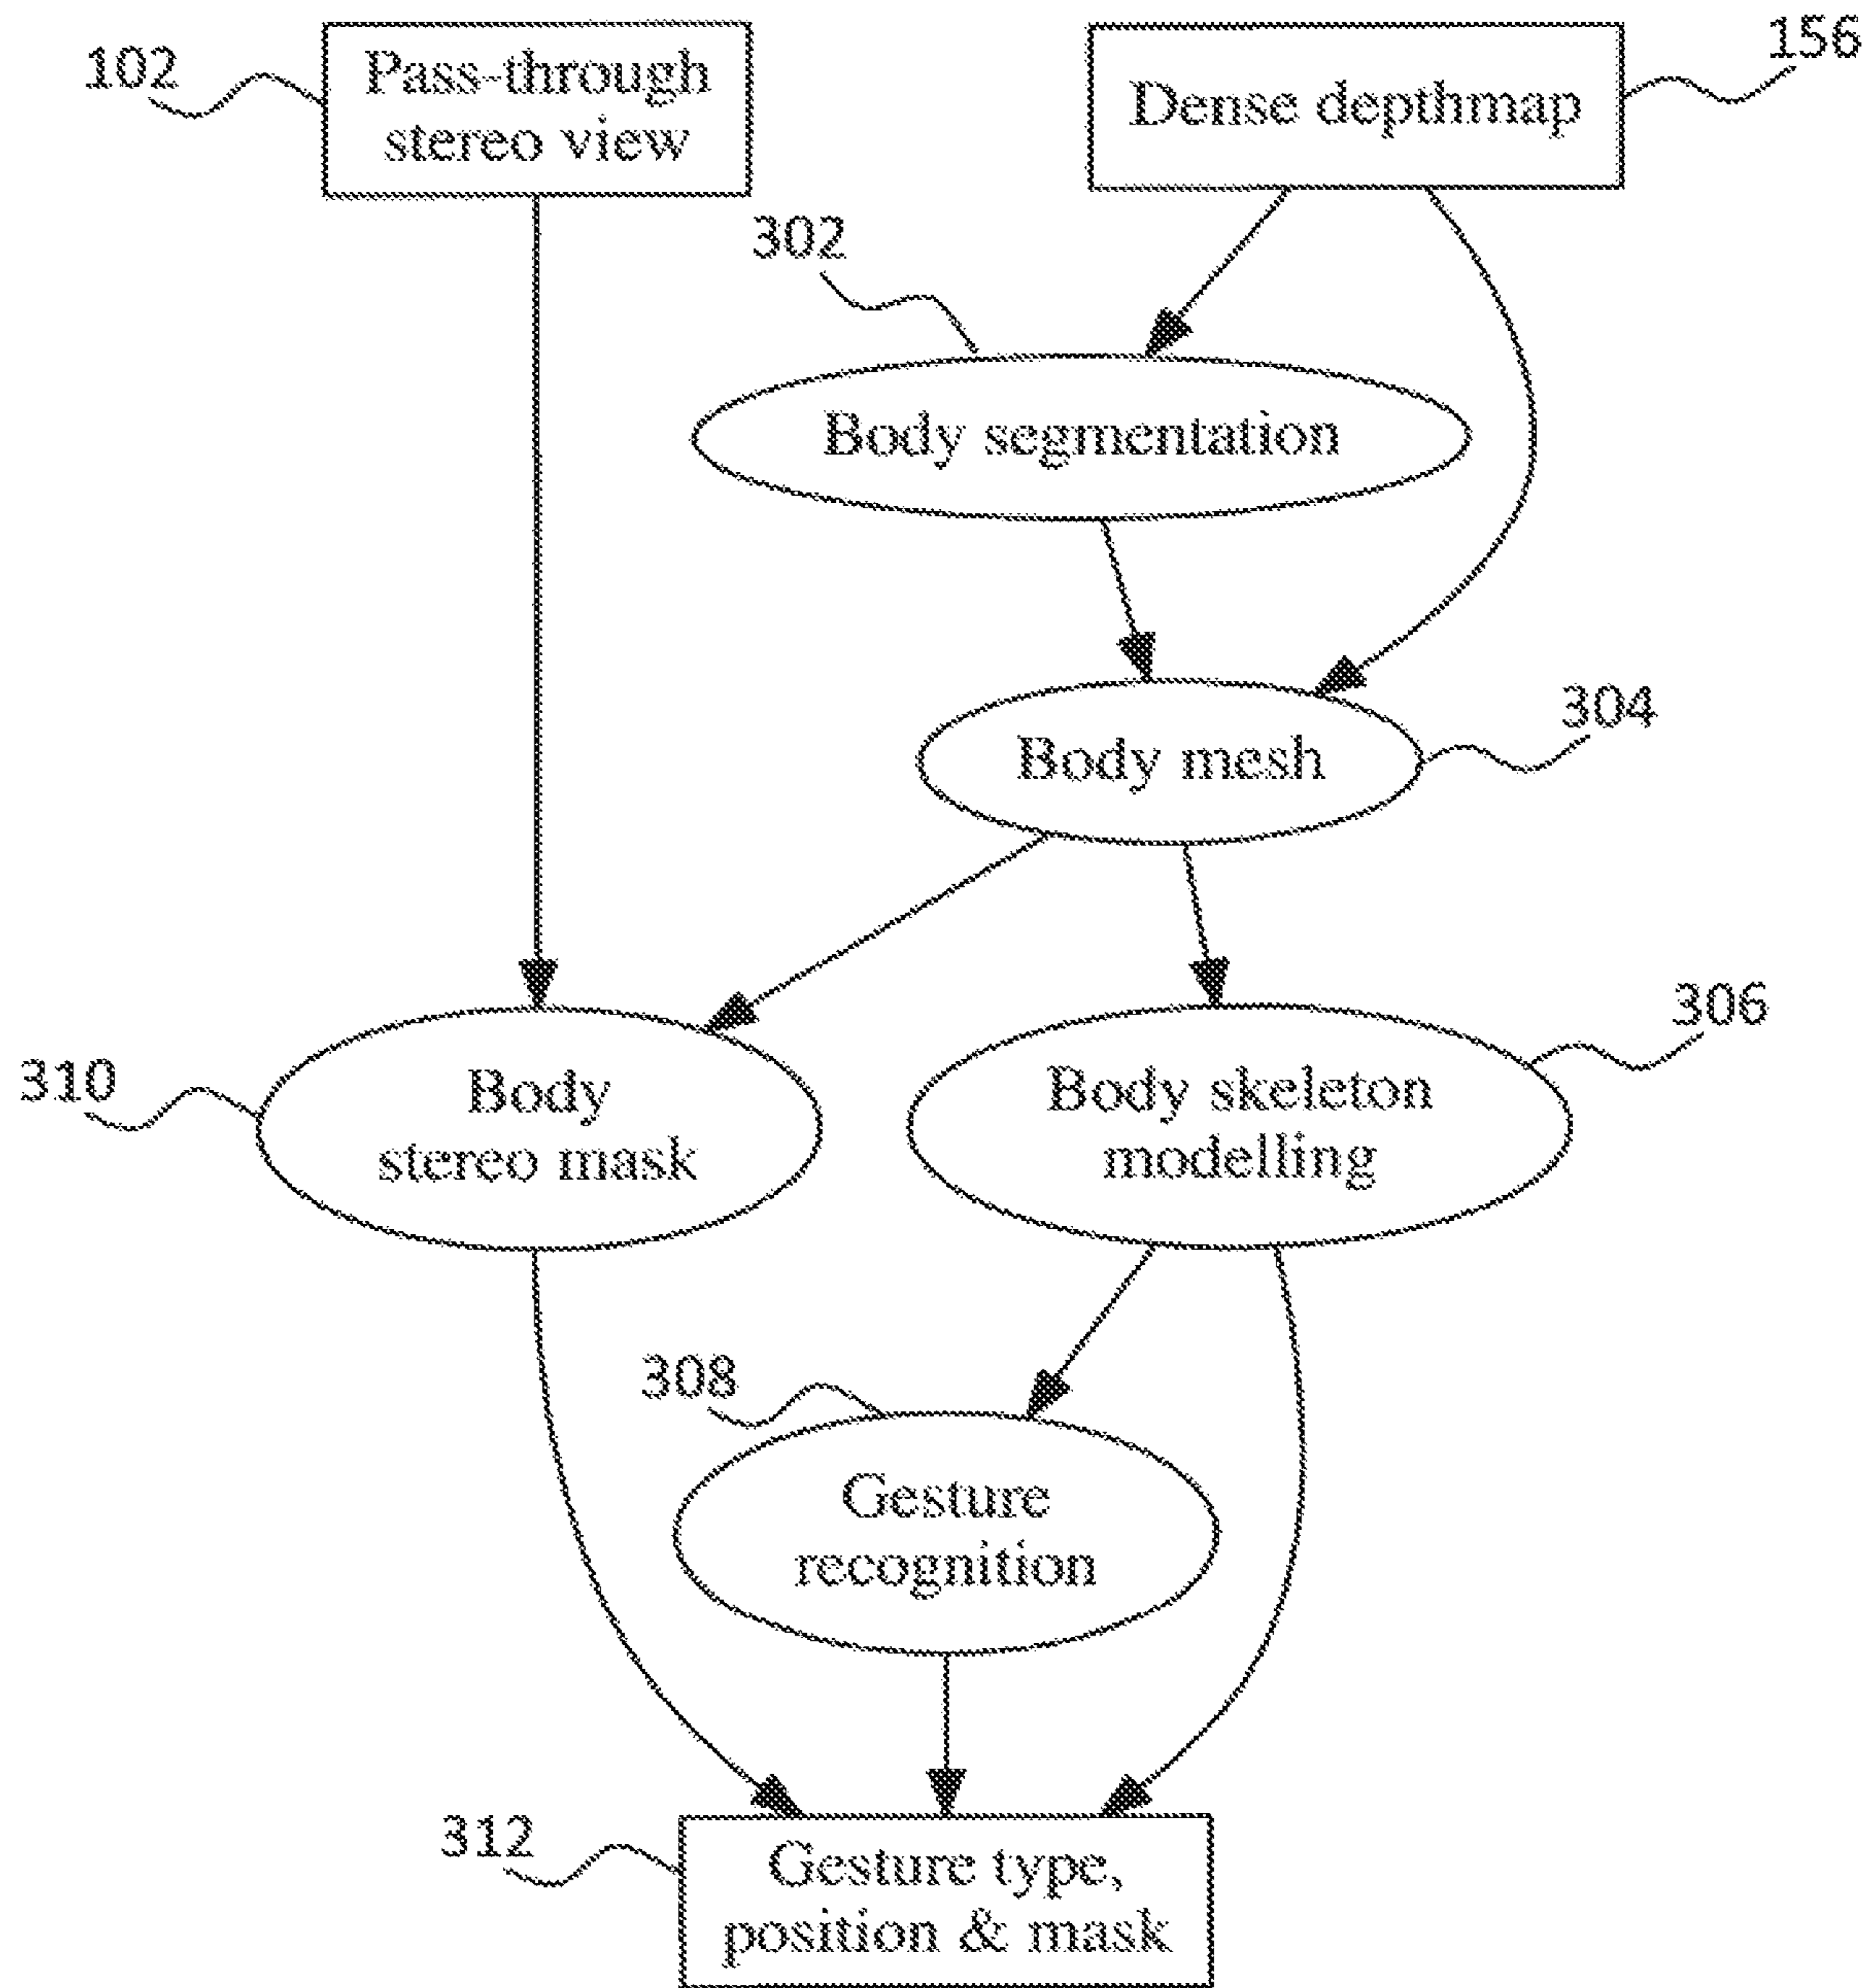 102
Pass-through
stereo view
Dense depthmap
156
302
Body segmentation
Body mesh
304
310
Body
stereo mask
Body skeleton
modelling
306
308
Gesture
recognition
312
Gesture type,
position & mask